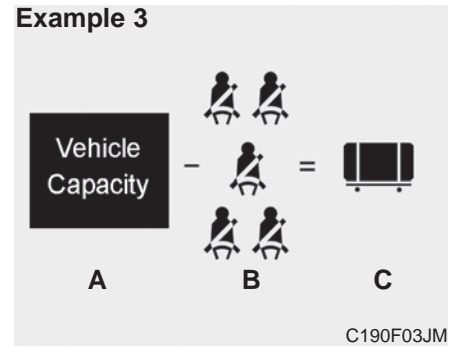 Example 3
Vehicle
Capacity
- =
A B C
C190F03JM